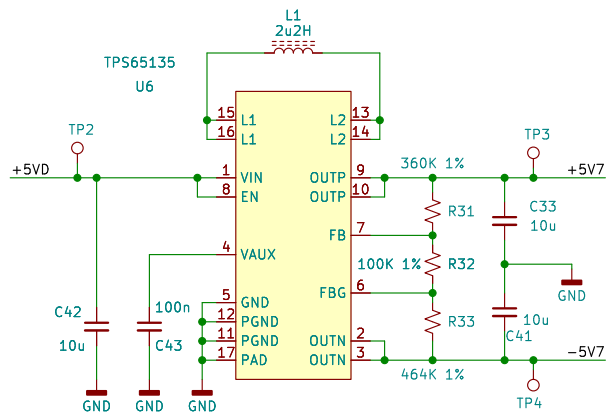 L1
2u2H
TPS65135
U6
15
L1
L2
13
16
L1
L2
14
TP2
TP3
+5VD
1
VIN
OUTP
9
360K 1%
+5V7
8
EN
OUTP
10
R31
C33
10u
FB
7
4
VAUX
100K 1%
R32
FBG
6
GND
5
GND
100n
12
PGND
C42
10u
C43
11
PGND
OUTN
2
R33
10u
C41
17
PAD
OUTN
3
-5V7
464K 1%
GND
GND
GND
TP4